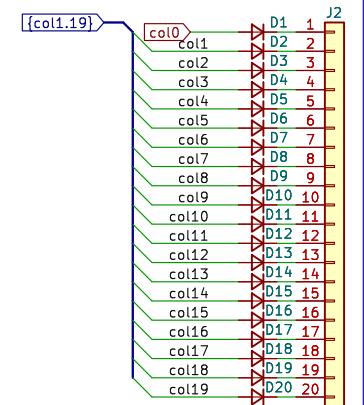 {col1.19}
J2
col0 D1 1
col1 D2 2
col2 D3 3
col3 D4 4
col4 D5 5
col5 D6 6
col6 D7 7
col7 D8 8
col8 D9 9
col9 D10 10
col10 D11 11
col11 D12 12
col12 D13 13
col13 D14 14
col14 D15 15
col15 D16 16
col16 D17 17
col17 D18 18
col18 D19 19
col19 D20 20